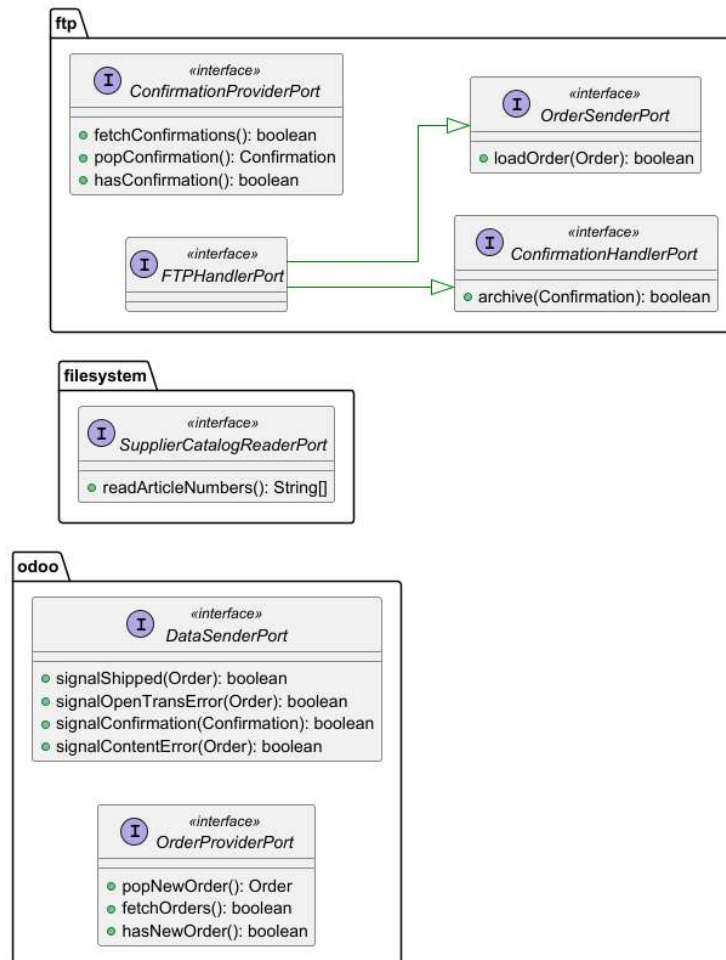 ftp
I
«interface»
ConfirmationProviderPort
fetchConfirmations(): boolean
popConfirmation(): Confirmation
hasConfirmation(): boolean
I
«interface»
OrderSenderPort
loadOrder(Order): boolean
I
«interface»
FTPHandlerPort
I
«interface»
ConfirmationHandlerPort
archive(Confirmation): boolean
filesystem
I
«interface»
SupplierCatalogReaderPort
readArticleNumbers(): String[]
odoo
I
«interface»
DataSenderPort
signalShipped(Order): boolean
signalOpenTransError(Order): boolean
signalConfirmation(Confirmation): boolean
signalContentError(Order): boolean
I
«interface»
OrderProviderPort
popNewOrder(): Order
fetchOrders(): boolean
hasNewOrder(): boolean